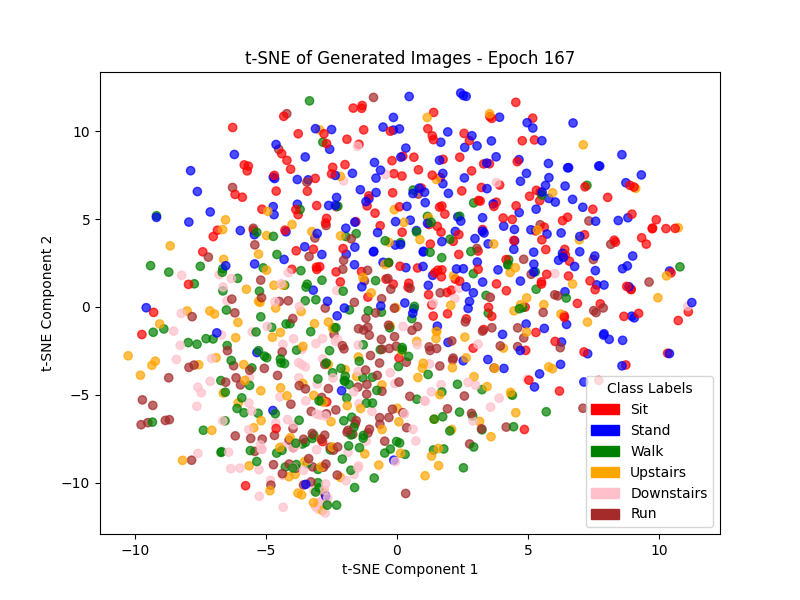 t-SNE of Generated Images - Epoch 167
10
5
0
−5
−10
t-SNE Component 2
−10
−5
0
5
10
t-SNE Component 1
Class Labels
Sit
Stand
Walk
Upstairs
Downstairs
Run